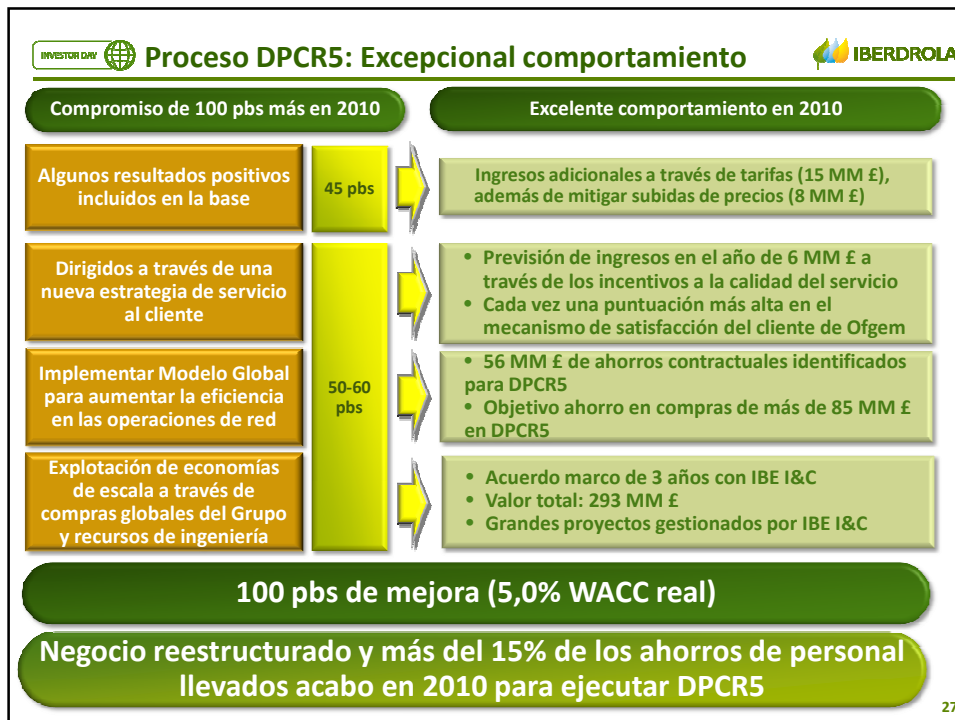 INVESTOR DAY
Proceso DPCR5: Excepcional comportamiento
IBERDROLA
Compromiso de 100 pbs más en 2010
Excelente comportamiento en 2010
Algunos resultados positivos
incluidos en la base
45 pbs
Ingresos adicionales a través de tarifas (15 MM £),
además de mitigar subidas de precios (8 MM £)
Dirigidos a través de una
nueva estrategia de servicio
al cliente
• Previsión de ingresos en el año de 6 MM £ a
través de los incentivos a la calidad del servicio
• Cada vez una puntuación más alta en el
mecanismo de satisfacción del cliente de Ofgem
Implementar Modelo Global
para aumentar la eficiencia
en las operaciones de red
50-60
pbs
• 56 MM £ de ahorros contractuales identificados
para DPCR5
• Objetivo ahorro en compras de más de 85 MM £
en DPCR5
Explotación de economías
de escala a través de
compras globales del Grupo
y recursos de ingeniería
• Acuerdo marco de 3 años con IBE I&C
• Valor total: 293 MM £
• Grandes proyectos gestionados por IBE I&C
100 pbs de mejora (5,0% WACC real)
Negocio reestructurado y más del 15% de los ahorros de personal
llevados acabo en 2010 para ejecutar DPCR5
27